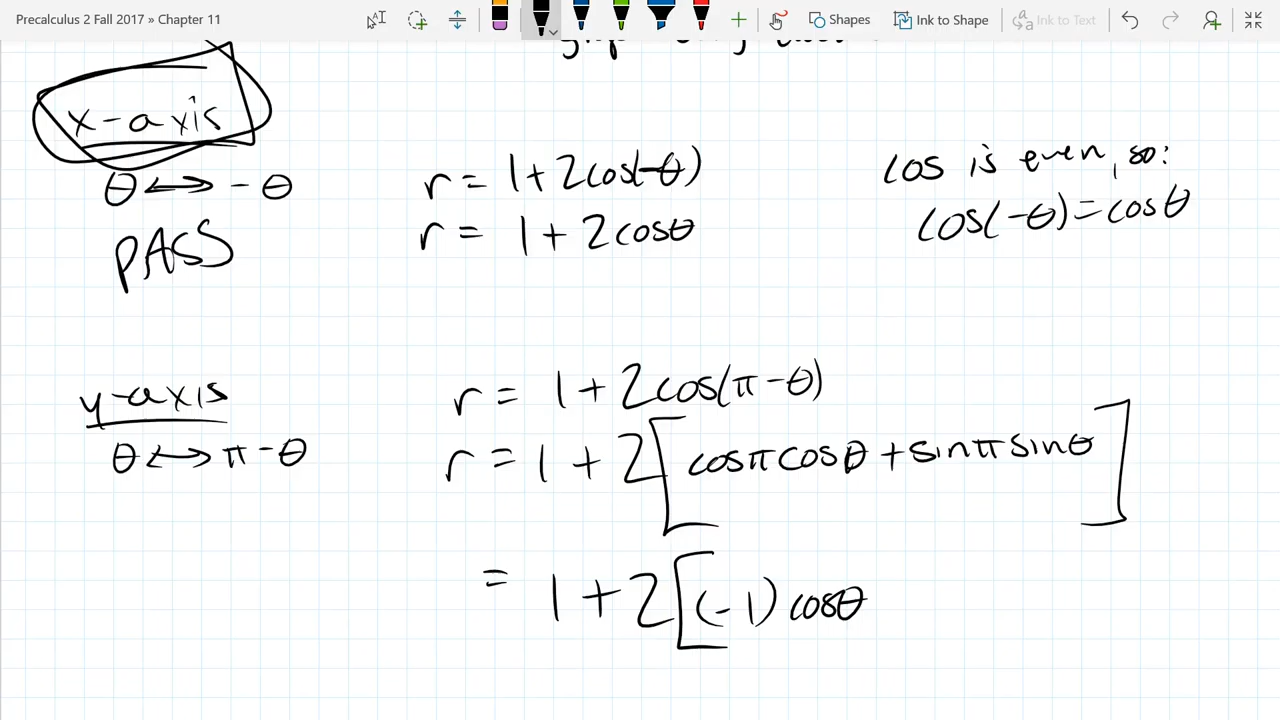 Precalculus 2 Fall 2017 » Chapter 11
Shapes
Ink to Shape
Ink to Text
x-axis
θ ↔ -θ
PASS
r = 1+2cos(-θ)
r = 1 + 2cosθ
cos is even, so:
cos(-θ)=cosθ
y-axis
θ ↔ π-θ
r = 1+2cos(π-θ)
r = 1 + 2[cosπcosθ+sinπsinθ]
= 1+2[(-1)cosθ